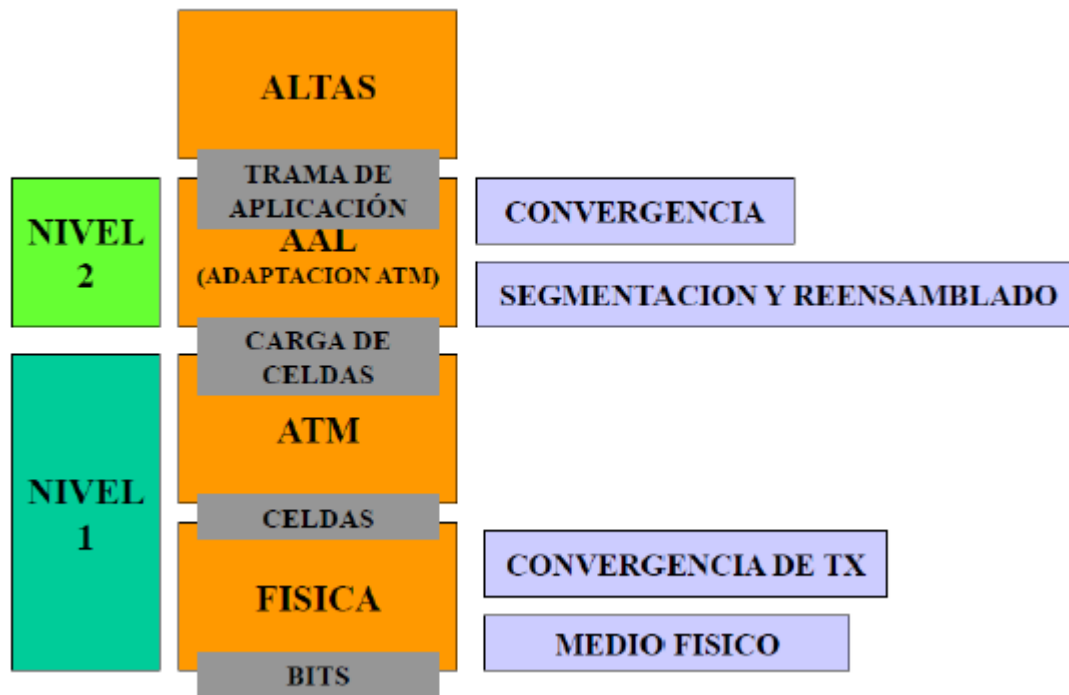 ALTAS
TRAMA DE
APLICACIÓN
NIVEL
2
AAL
(ADAPTACION ATM)
CONVERGENCIA
SEGMENTACION Y REENSAMBLADO
CARGA DE
CELDAS
NIVEL
1
ATM
CELDAS
FISICA
CONVERGENCIA DE TX
MEDIO FISICO
BITS